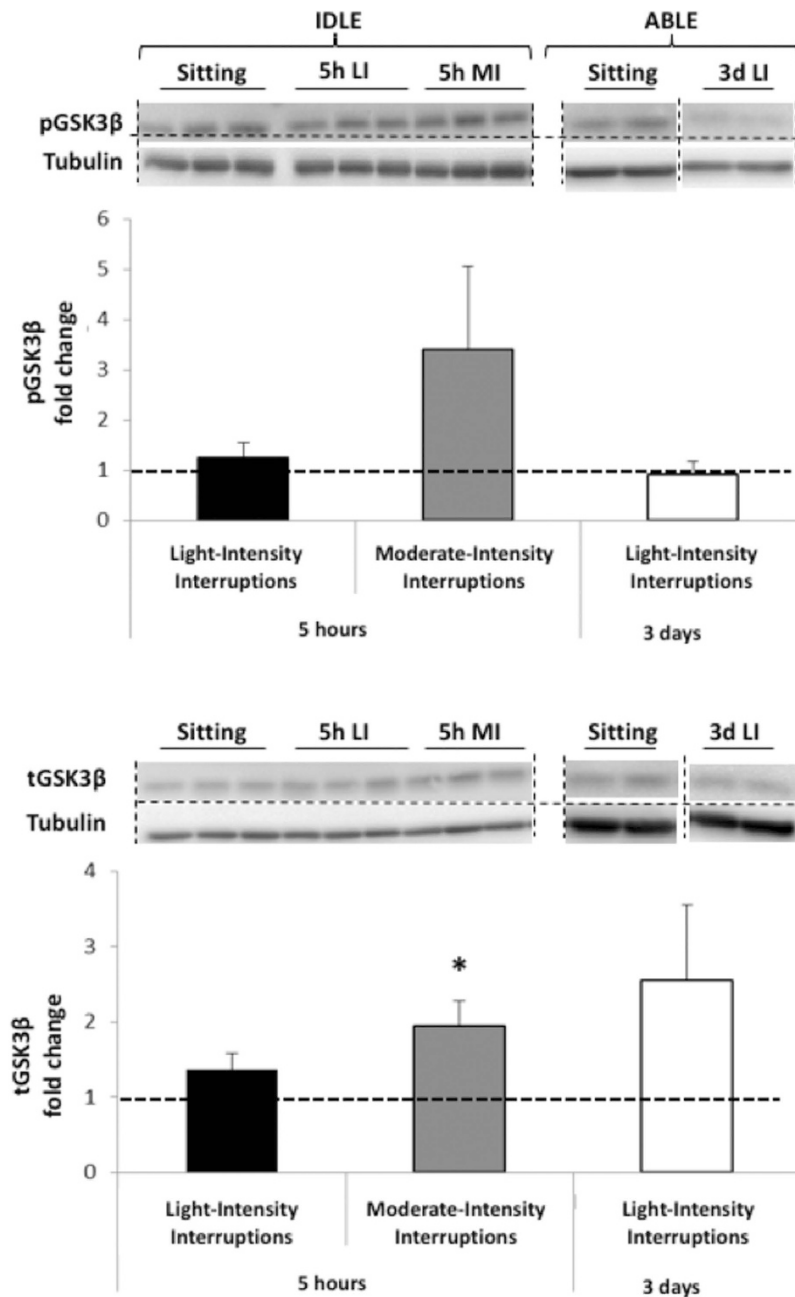 IDLE ABLE
Sitting 5h LI 5h MI Sitting 3d LI
pGSK3β
Tubulin
6
5
4
3
2
1
0
pGSK3β
fold change
Light-Intensity Moderate-Intensity Light-Intensity
Interruptions Interruptions Interruptions
5 hours 3 days
Sitting 5h LI 5h MI Sitting 3d LI
tGSK3β
Tubulin
4
3
2
1
0
tGSK3β
fold change
*
Light-Intensity Moderate-Intensity Light-Intensity
Interruptions Interruptions Interruptions
5 hours 3 days